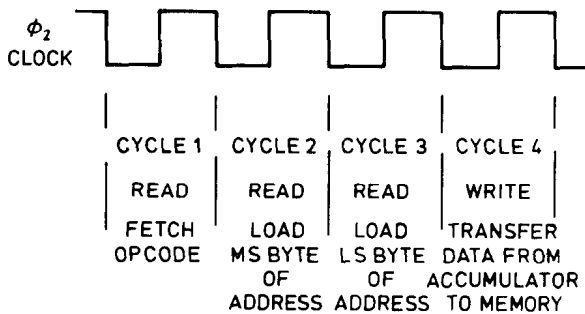 ϕ2
CLOCK
CYCLE 1 CYCLE 2 CYCLE 3 CYCLE 4
READ READ READ WRITE
FETCH LOAD LOAD TRANSFER
OPCODE MS BYTE LS BYTE DATA FROM
OF OF ACCUMULATOR
ADDRESS ADDRESS TO MEMORY